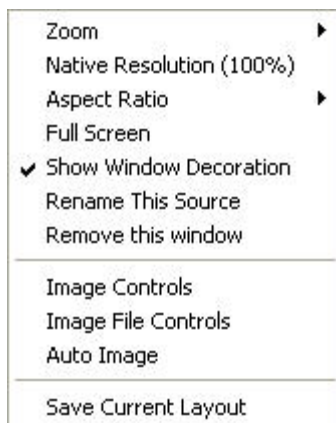 Zoom
Native Resolution (100%)
Aspect Ratio
Full Screen
Show Window Decoration
Rename This Source
Remove this window
Image Controls
Image File Controls
Auto Image
Save Current Layout